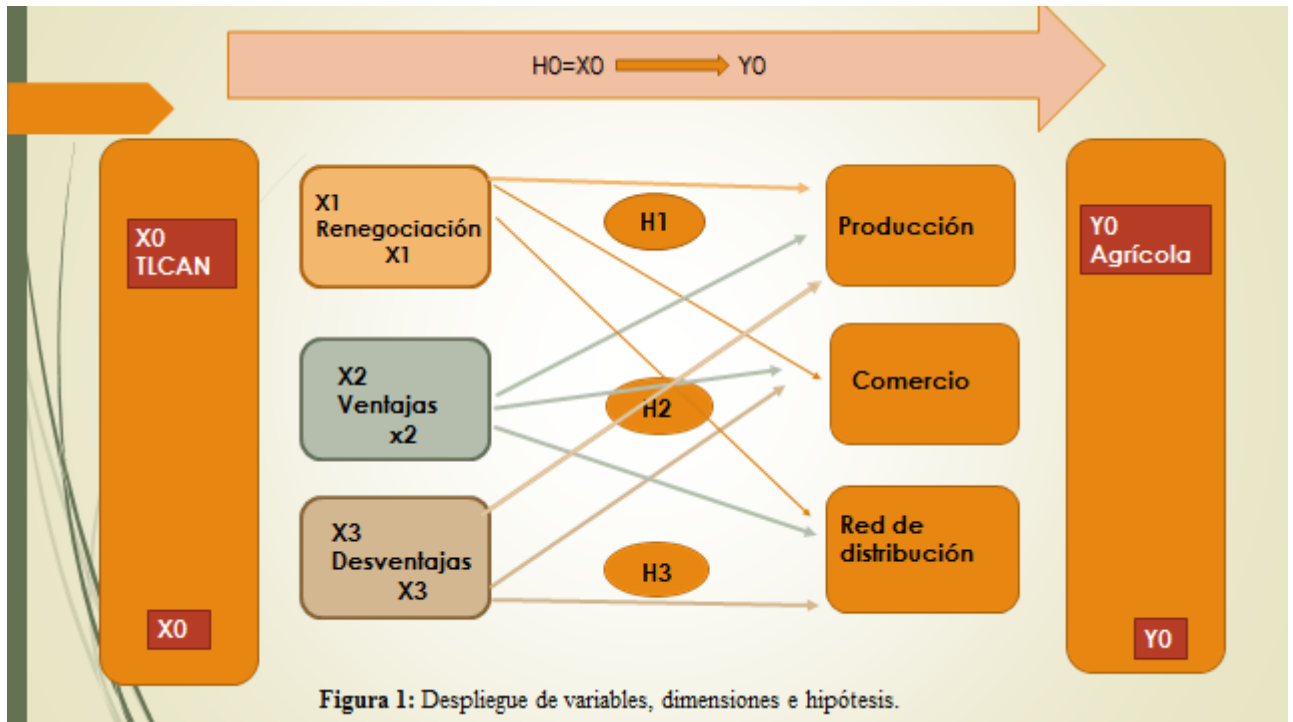 H0=X0 Y0
X0
TLCAN
X0
X1
Renegociación
X1
X2
Ventajas
x2
X3
Desventajas
X3
H1
H2
H3
Producción
Comercio
Red de
distribución
Y0
Agrícola
Y0
Figura 1: Despliegue de variables, dimensiones e hipótesis.